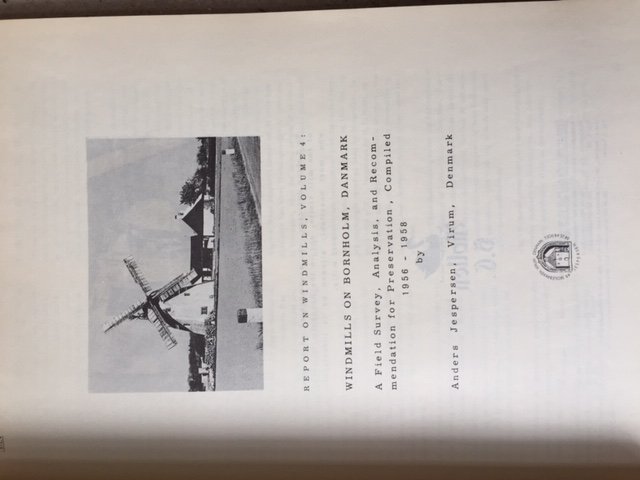 REPORT ON WINDMILLS, VOLUME 4:
WINDMILLS ON BORNHOLM, DANMARK
A Field Survey, Analysis, and Recom-
mendation for Preservation, Compiled
1956 - 1958
by
Anders Jespersen, Virum, Denmark